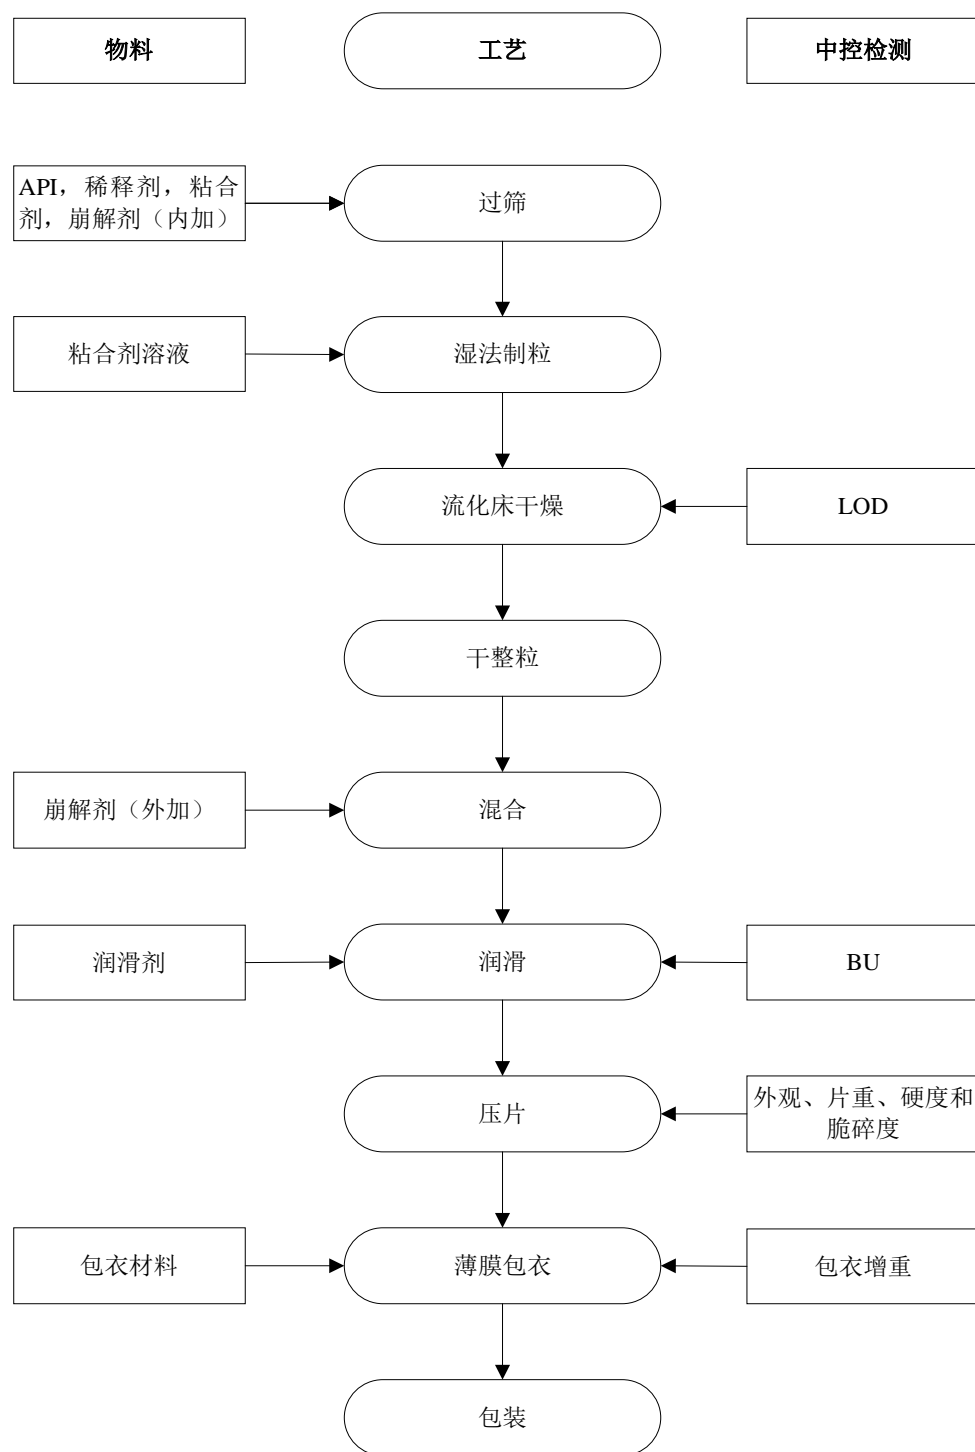 物料
工艺
中控检测
API，稀释剂，粘合
剂，崩解剂（内加）
过筛
粘合剂溶液
湿法制粒
流化床干燥
LOD
干整粒
崩解剂（外加）
混合
润滑剂
润滑
BU
压片
外观、片重、硬度和
脆碎度
包衣材料
薄膜包衣
包衣增重
包装